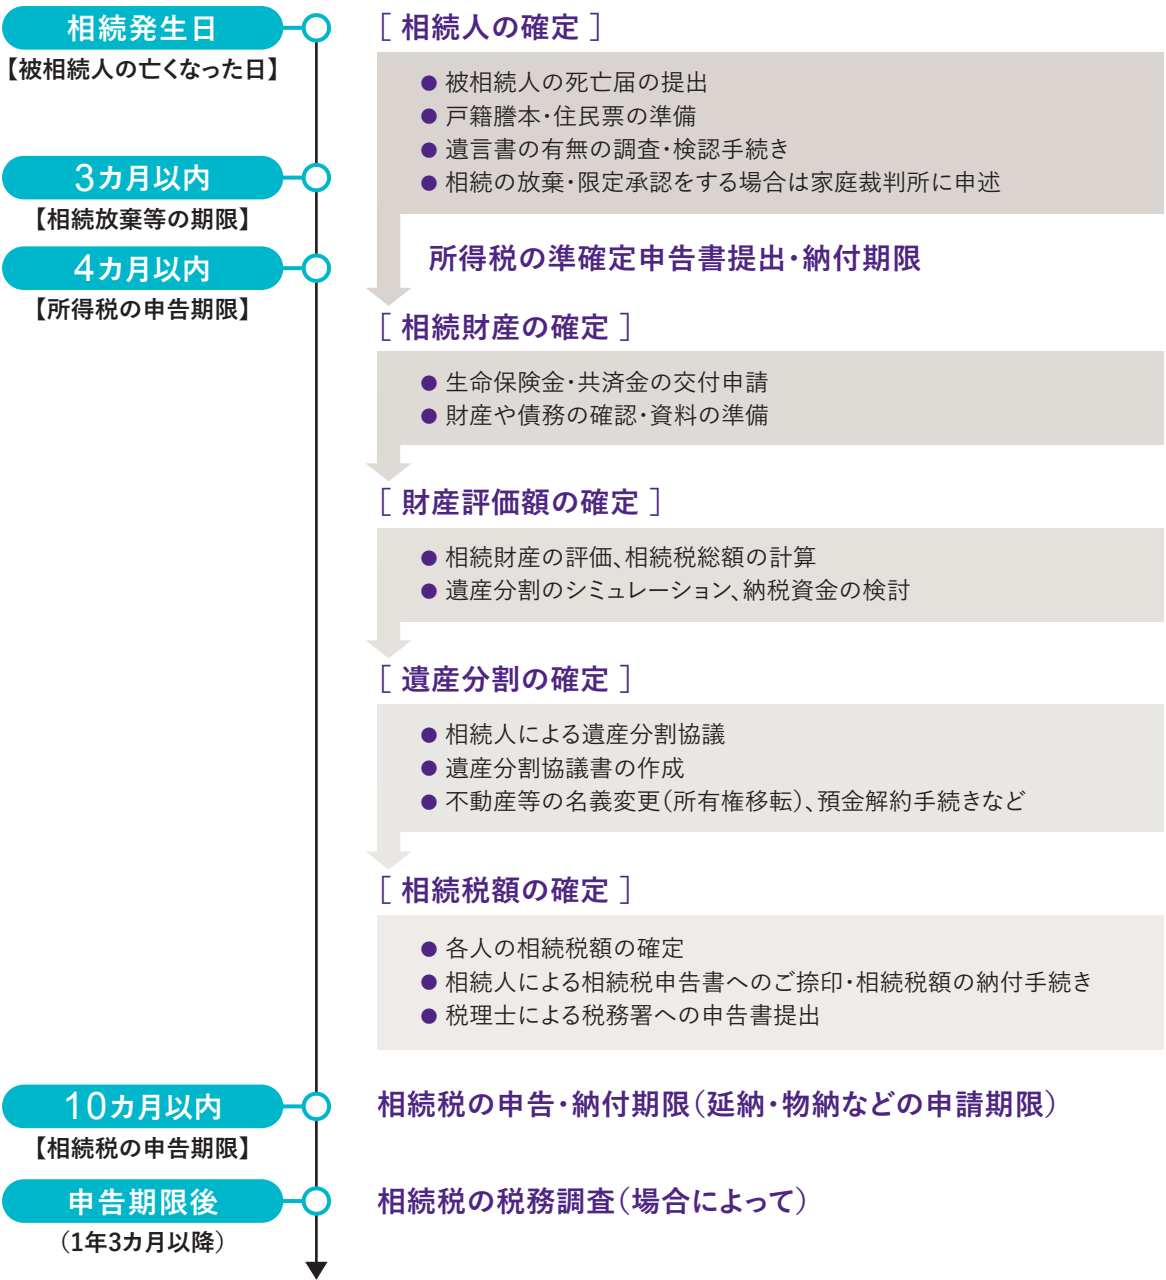 相続発生日
【被相続人の亡くなった日】
［ 相続人の確定 ］
● 被相続人の死亡届の提出
● 戸籍謄本・住民票の準備
● 遺言書の有無の調査・検認手続き
● 相続の放棄・限定承認をする場合は家庭裁判所に申述
3カ月以内
【相続放棄等の期限】
4カ月以内
【所得税の申告期限】
所得税の準確定申告書提出・納付期限
［ 相続財産の確定 ］
● 生命保険金・共済金の交付申請
● 財産や債務の確認・資料の準備
［ 財産評価額の確定 ］
● 相続財産の評価、相続税総額の計算
● 遺産分割のシミュレーション、納税資金の検討
［ 遺産分割の確定 ］
● 相続人による遺産分割協議
● 遺産分割協議書の作成
● 不動産等の名義変更（所有権移転）、預金解約手続きなど
［ 相続税額の確定 ］
● 各人の相続税額の確定
● 相続人による相続税申告書へのご捺印・相続税額の納付手続き
● 税理士による税務署への申告書提出
10カ月以内
【相続税の申告期限】
相続税の申告・納付期限（延納・物納などの申請期限）
申告期限後
（1年3カ月以降）
相続税の税務調査（場合によって）